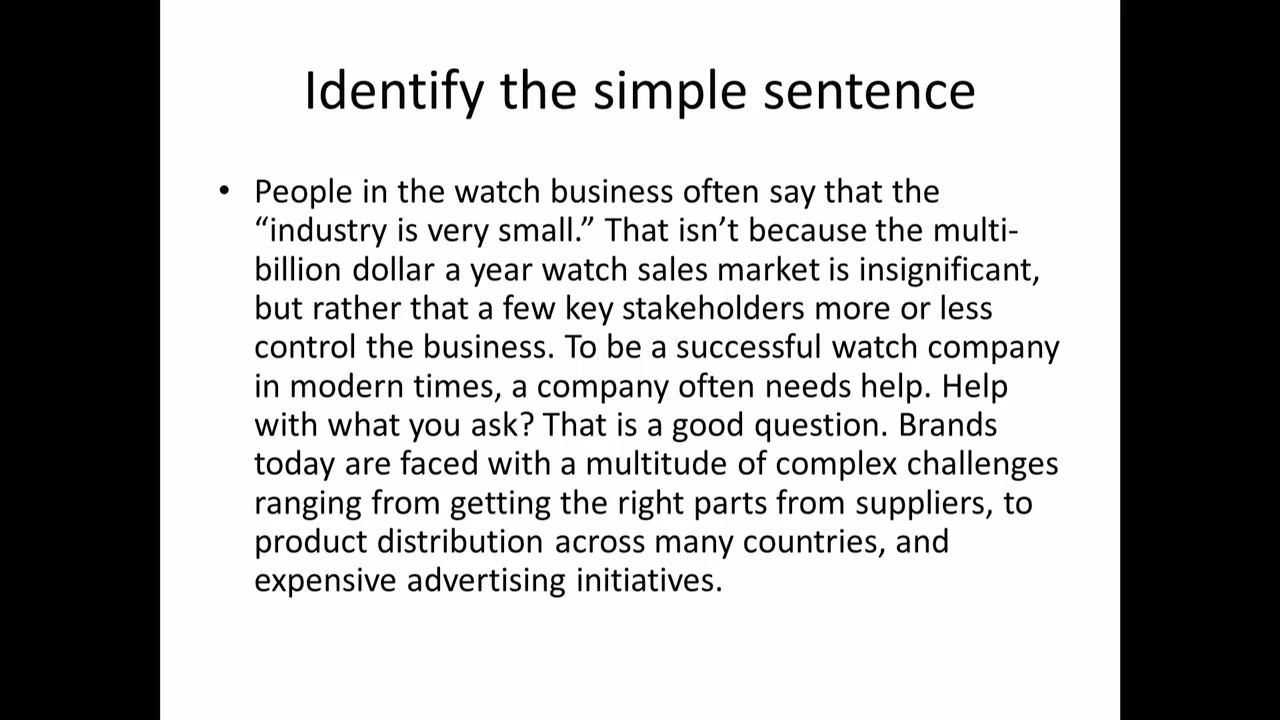 Identify the simple sentence
• People in the watch business often say that the
“industry is very small.” That isn’t because the multi-
billion dollar a year watch sales market is insignificant,
but rather that a few key stakeholders more or less
control the business. To be a successful watch company
in modern times, a company often needs help. Help
with what you ask? That is a good question. Brands
today are faced with a multitude of complex challenges
ranging from getting the right parts from suppliers, to
product distribution across many countries, and
expensive advertising initiatives.